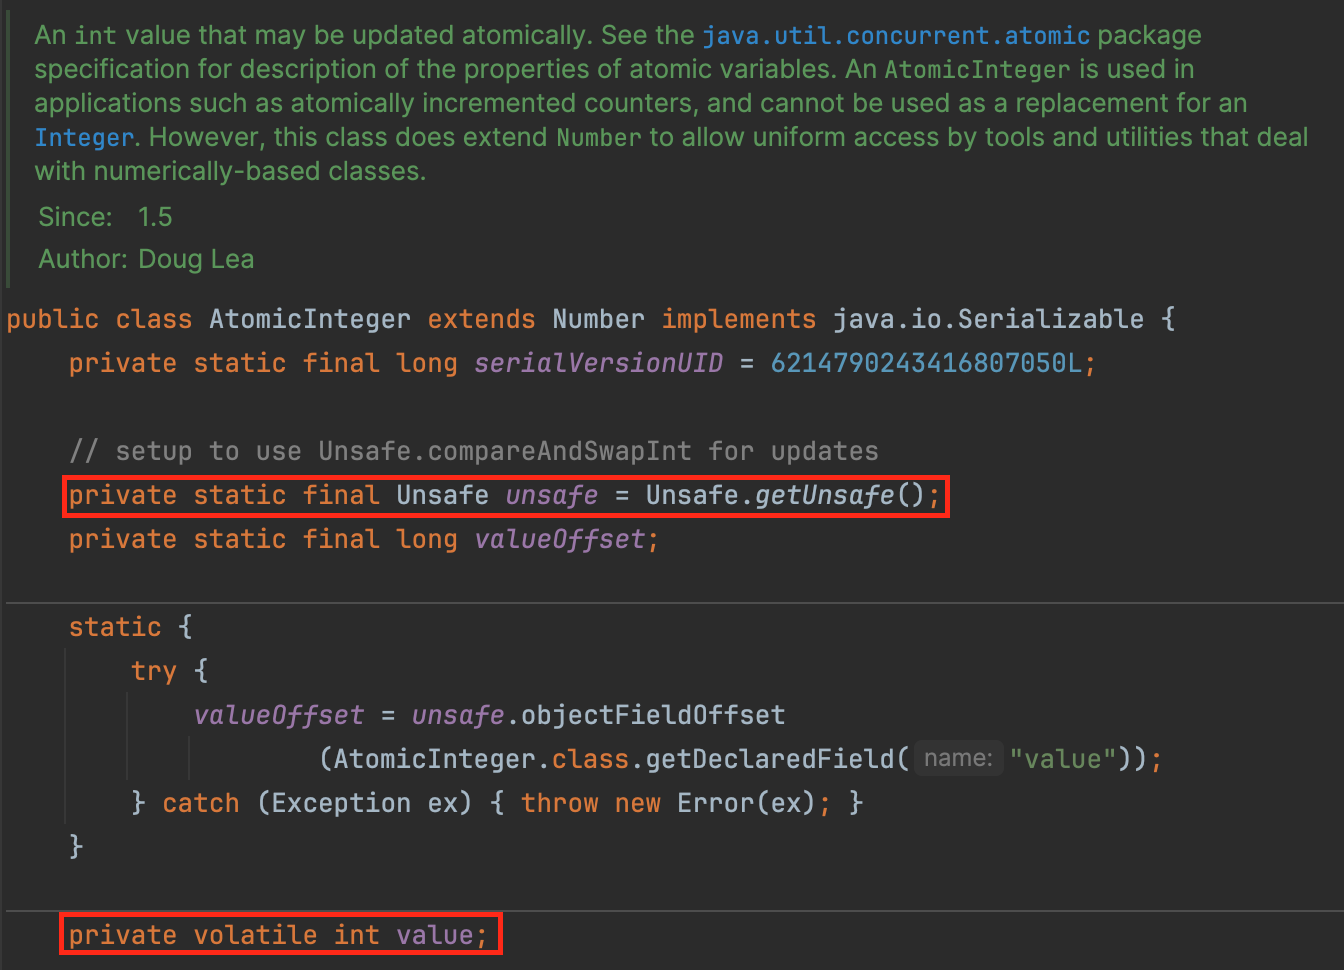 An int value that may be updated atomically. See the java.util.concurrent.atomic package
specification for description of the properties of atomic variables. An AtomicInteger is used in
applications such as atomically incremented counters, and cannot be used as a replacement for an
Integer. However, this class does extend Number to allow uniform access by tools and utilities that deal
with numerically-based classes.
Since: 1.5
Author: Doug Lea
public class AtomicInteger extends Number implements java.io.Serializable {
private static final long serialVersionUID = 6214790243416807050L;
// setup to use Unsafe.compareAndSwapInt for updates
private static final Unsafe unsafe = Unsafe.getUnsafe();
private static final long valueOffset;
static {
try {
valueOffset = unsafe.objectFieldOffset
(AtomicInteger.class.getDeclaredField( name: "value"));
} catch (Exception ex) { throw new Error(ex); }
}
private volatile int value;